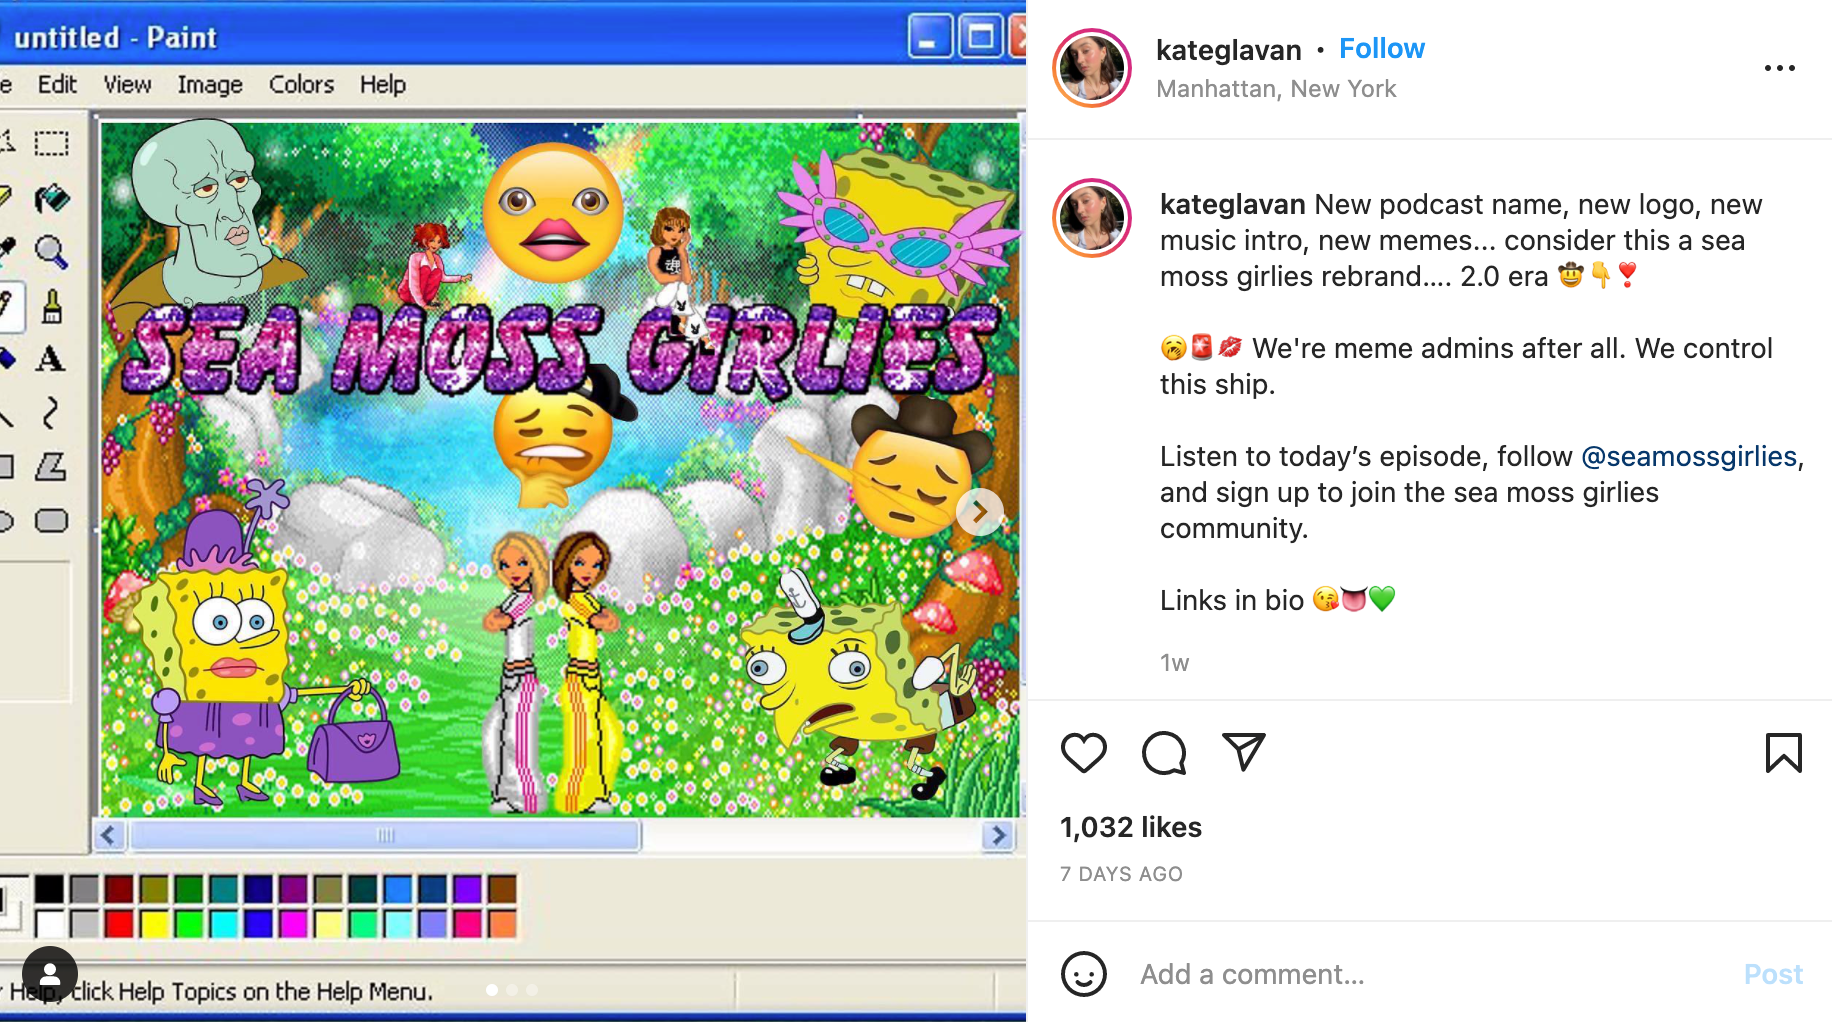 untitled - Paint
Edit View Image Colors Help
SEA MOSS GIRLIES
Help, click Help Topics on the Help Menu.
kateglavan • Follow
Manhattan, New York
kateglavan New podcast name, new logo, new
music intro, new memes... consider this a sea
moss girlies rebrand.... 2.0 era 🤠👇❣️
🥱🚨💋 We're meme admins after all. We control
this ship.
Listen to today’s episode, follow @seamossgirlies,
and sign up to join the sea moss girlies
community.
Links in bio 😘👅💚
1w
1,032 likes
7 DAYS AGO
Add a comment...
Post